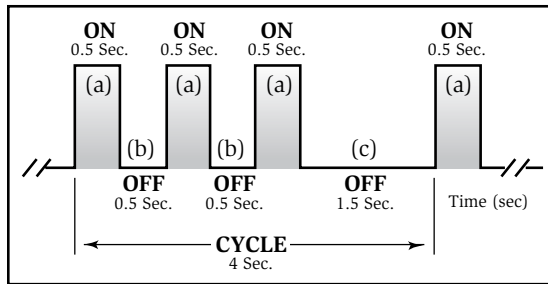 ON ON ON ON
0.5 Sec. 0.5 Sec. 0.5 Sec. 0.5 Sec.
(a) (a) (a) (a)
(b) (b) (c)
OFF OFF OFF
0.5 Sec. 0.5 Sec. 1.5 Sec. Time (sec)
CYCLE
4 Sec.